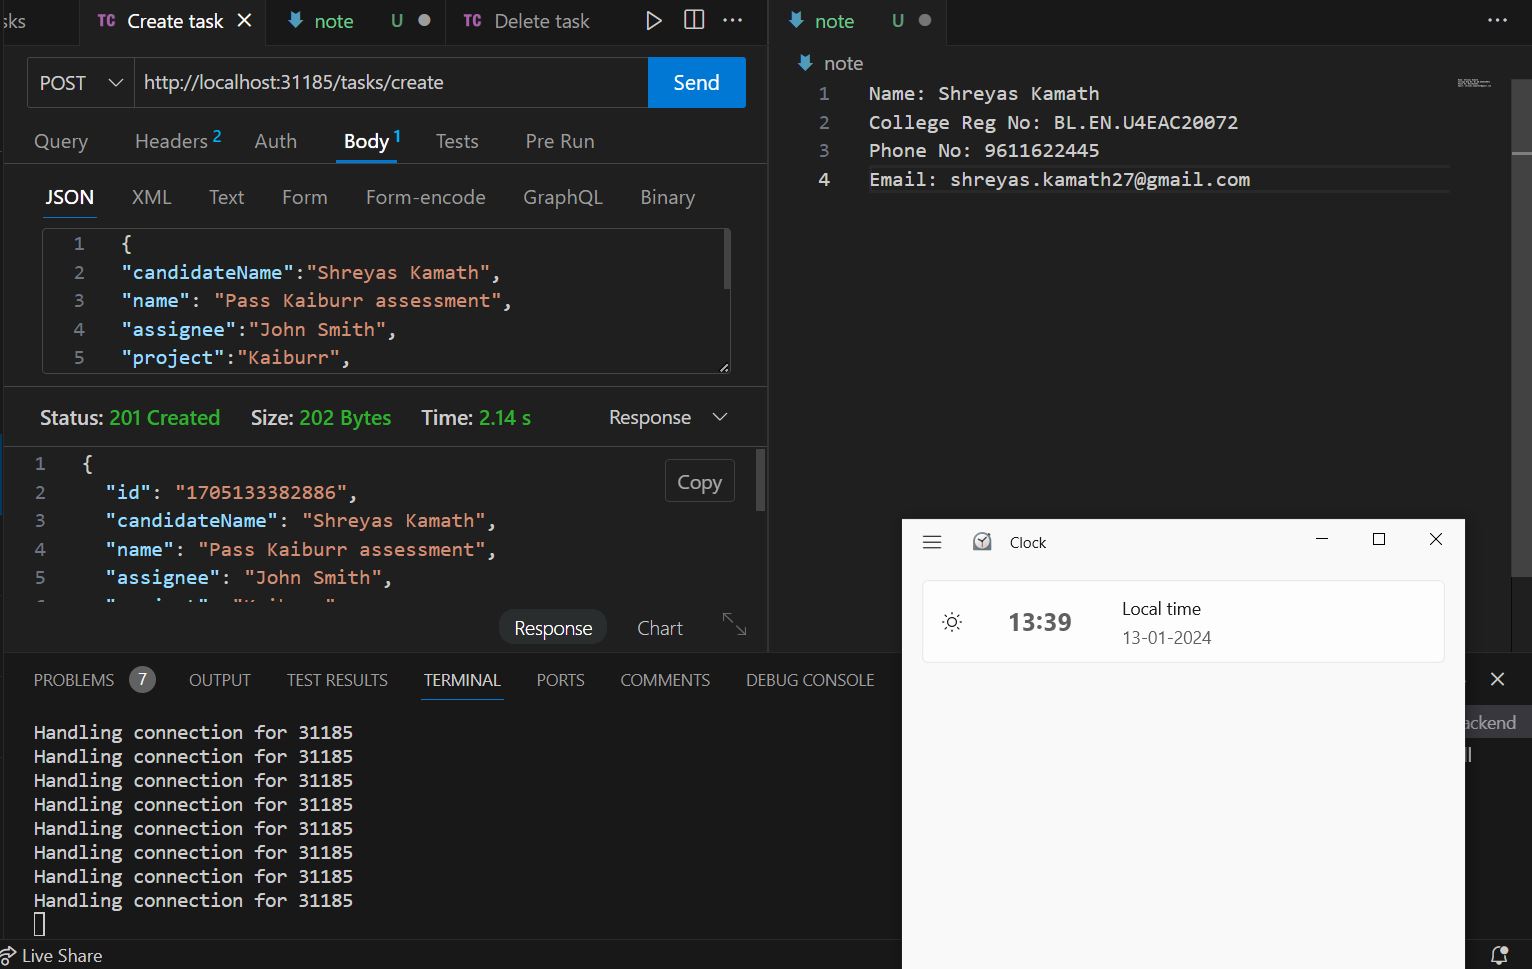 sks
TC Create task
note U
TC Delete task
note U
POST http://localhost:31185/tasks/create Send
Query Headers 2 Auth Body 1 Tests Pre Run
JSON XML Text Form Form-encode GraphQL Binary
1 {
2 "candidateName":"Shreyas Kamath",
3 "name": "Pass Kaiburr assessment",
4 "assignee":"John Smith",
5 "project":"Kaiburr",
Status: 201 Created Size: 202 Bytes Time: 2.14 s Response
1 {
2 "id": "1705133382886",
3 "candidateName": "Shreyas Kamath",
4 "name": "Pass Kaiburr assessment",
5 "assignee": "John Smith",
Copy
Response Chart
note
1 Name: Shreyas Kamath
2 College Reg No: BL.EN.U4EAC20072
3 Phone No: 9611622445
4 Email: shreyas.kamath27@gmail.com
PROBLEMS 7 OUTPUT TEST RESULTS TERMINAL PORTS COMMENTS DEBUG CONSOLE
Handling connection for 31185
Handling connection for 31185
Handling connection for 31185
Handling connection for 31185
Handling connection for 31185
Handling connection for 31185
Handling connection for 31185
Handling connection for 31185
ackend
Clock
13:39
Local time
13-01-2024
Live Share